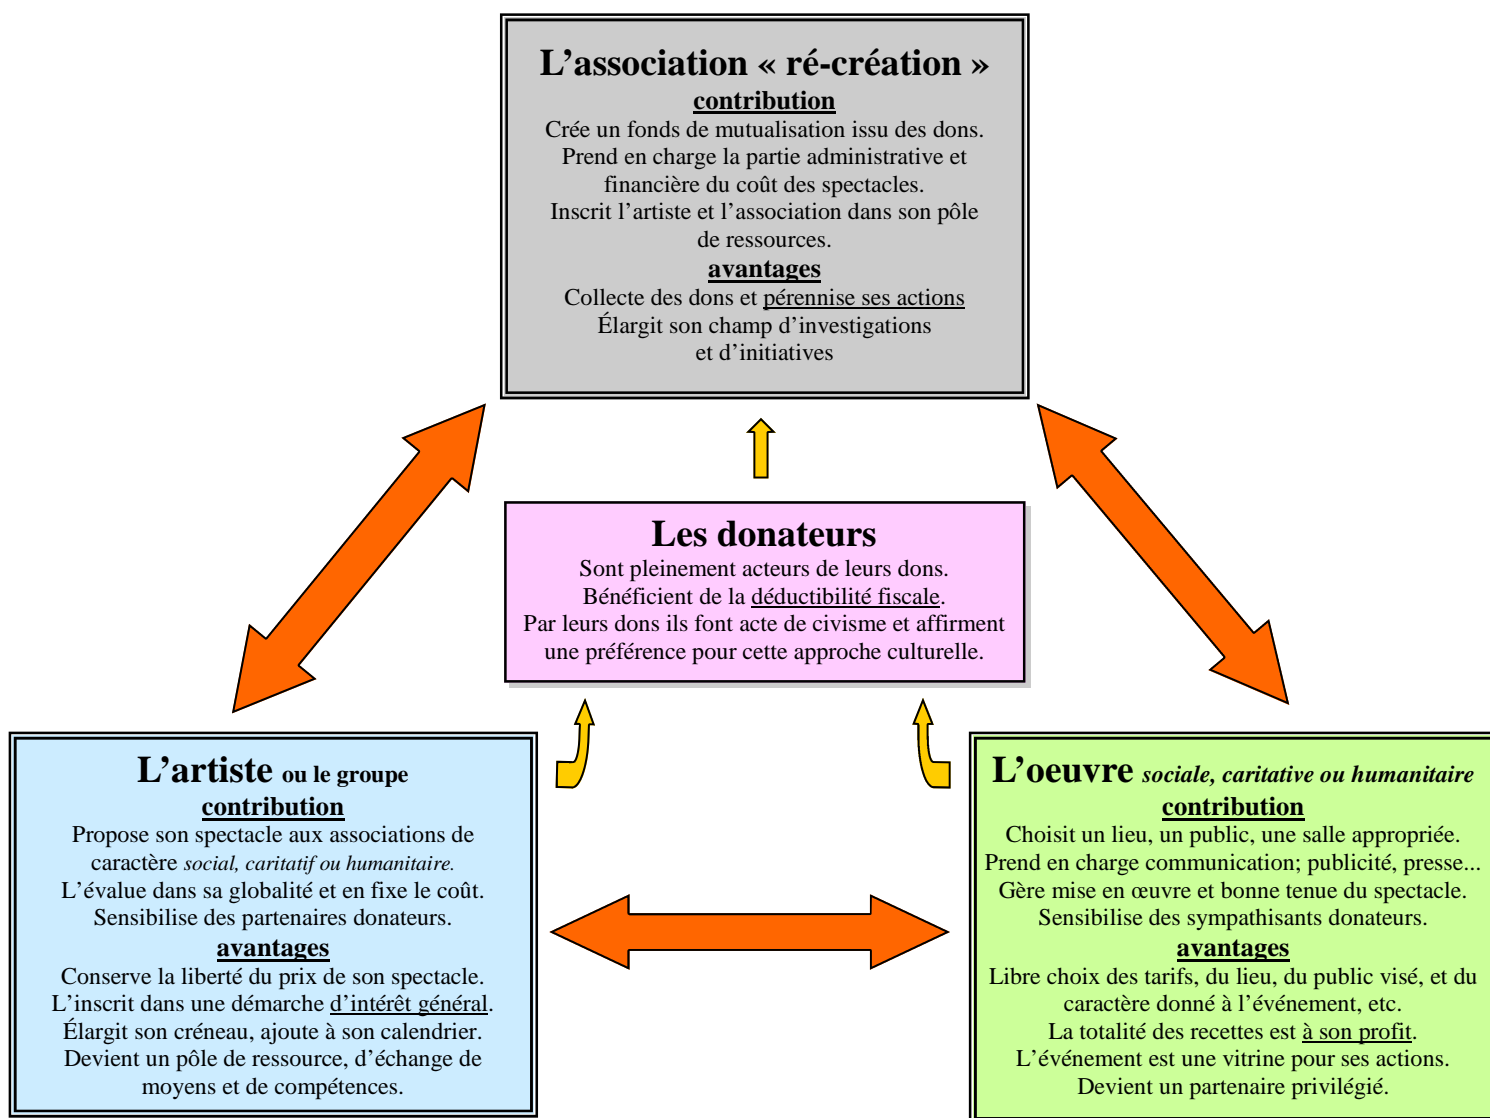 L’association « ré-création »
contribution
Crée un fonds de mutualisation issu des dons.
Prend en charge la partie administrative et
financière du coût des spectacles.
Inscrit l’artiste et l’association dans son pôle
de ressources.
avantages
Collecte des dons et pérennise ses actions
Élargit son champ d’investigations
et d’initiatives
Les donateurs
Sont pleinement acteurs de leurs dons.
Bénéficient de la déductibilité fiscale.
Par leurs dons ils font acte de civisme et affirment
une préférence pour cette approche culturelle.
L’artiste ou le groupe
contribution
Propose son spectacle aux associations de
caractère social, caritatif ou humanitaire.
L’évalue dans sa globalité et en fixe le coût.
Sensibilise des partenaires donateurs.
avantages
Conserve la liberté du prix de son spectacle.
L’inscrit dans une démarche d’intérêt général.
Élargit son créneau, ajoute à son calendrier.
Devient un pôle de ressource, d’échange de
moyens et de compétences.
L’oeuvre sociale, caritative ou humanitaire
contribution
Choisit un lieu, un public, une salle appropriée.
Prend en charge communication; publicité, presse...
Gère mise en œuvre et bonne tenue du spectacle.
Sensibilise des sympathisants donateurs.
avantages
Libre choix des tarifs, du lieu, du public visé, et du
caractère donné à l’événement, etc.
La totalité des recettes est à son profit.
L’événement est une vitrine pour ses actions.
Devient un partenaire privilégié.